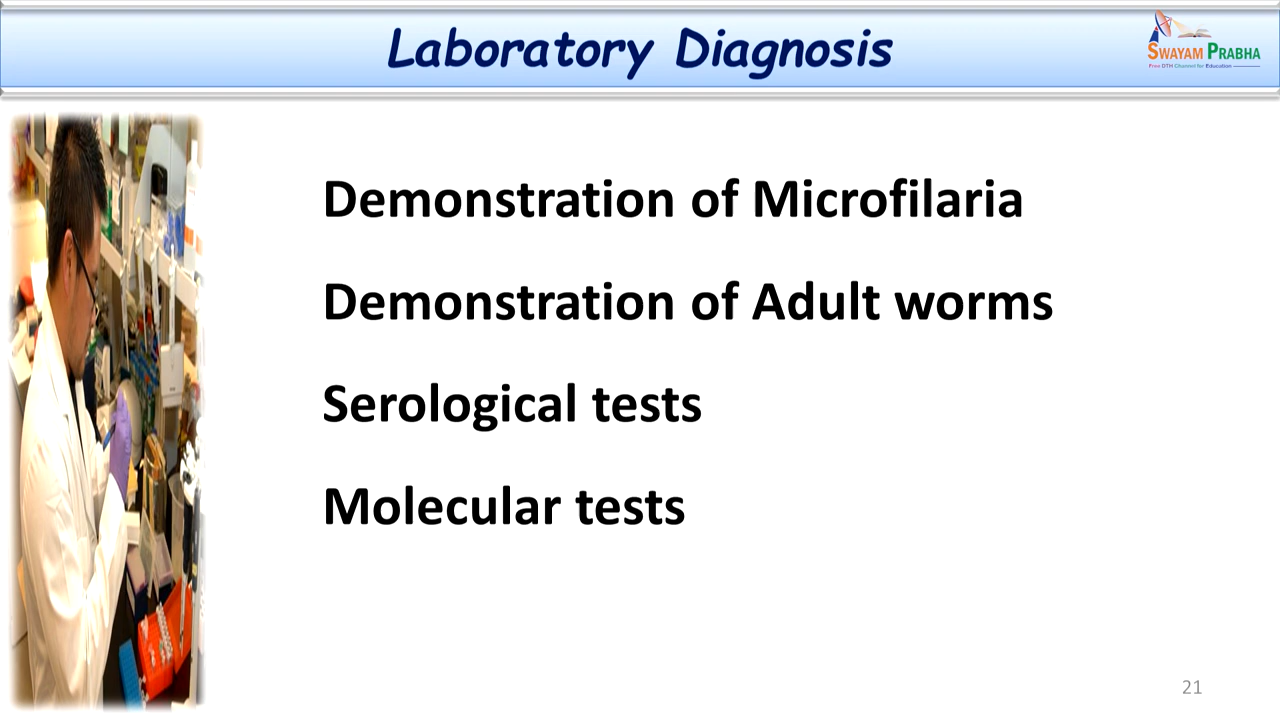 Laboratory Diagnosis
SWAYAM PRABHA
Free DTH Channel for Education
Demonstration of Microfilaria
Demonstration of Adult worms
Serological tests
Molecular tests
21